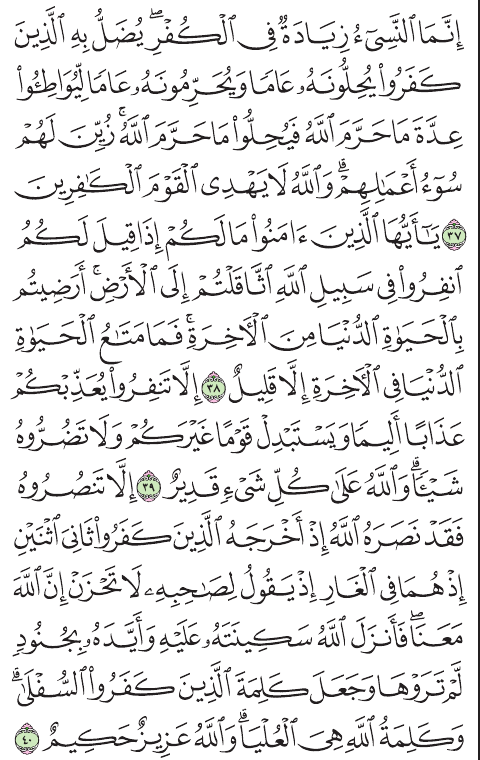 إِنَّمَا ٱلنَّسِىٓءُ زِيَادَةٌ فِى ٱلْكُفْرِ ۖ يُضَلُّ بِهِ ٱلَّذِينَ
كَفَرُوا۟ يُحِلُّونَهُۥ عَامًا وَيُحَرِّمُونَهُۥ عَامًا لِّيُوَاطِـُٔوا۟
عِدَّةَ مَا حَرَّمَ ٱللَّهُ فَيُحِلُّوا۟ مَا حَرَّمَ ٱللَّهُ ۚ زُيِّنَ لَهُمْ
سُوٓءُ أَعْمَـٰلِهِمْ ۗ وَٱللَّهُ لَا يَهْدِى ٱلْقَوْمَ ٱلْكَـٰفِرِينَ
٣٧ يَـٰٓأَيُّهَا ٱلَّذِينَ ءَامَنُوا۟ مَا لَكُمْ إِذَا قِيلَ لَكُمُ
ٱنفِرُوا۟ فِى سَبِيلِ ٱللَّهِ ٱثَّاقَلْتُمْ إِلَى ٱلْأَرْضِ ۚ أَرَضِيتُم
بِٱلْحَيَوٰةِ ٱلدُّنْيَا مِنَ ٱلْـَٔاخِرَةِ ۚ فَمَا مَتَـٰعُ ٱلْحَيَوٰةِ
ٱلدُّنْيَا فِى ٱلْـَٔاخِرَةِ إِلَّا قَلِيلٌ ٣٨ إِلَّا تَنفِرُوا۟ يُعَذِّبْكُمْ
عَذَابًا أَلِيمًا وَيَسْتَبْدِلْ قَوْمًا غَيْرَكُمْ وَلَا تَضُرُّوهُ
شَيْـًٔا ۗ وَٱللَّهُ عَلَىٰ كُلِّ شَىْءٍ قَدِيرٌ ٣٩ إِلَّا تَنصُرُوهُ
فَقَدْ نَصَرَهُ ٱللَّهُ إِذْ أَخْرَجَهُ ٱلَّذِينَ كَفَرُوا۟ ثَانِىَ ٱثْنَيْنِ
إِذْ هُمَا فِى ٱلْغَارِ إِذْ يَقُولُ لِصَـٰحِبِهِۦ لَا تَحْزَنْ إِنَّ ٱللَّهَ
مَعَنَا ۖ فَأَنزَلَ ٱللَّهُ سَكِينَتَهُۥ عَلَيْهِ وَأَيَّدَهُۥ بِجُنُودٍ
لَّمْ تَرَوْهَا وَجَعَلَ كَلِمَةَ ٱلَّذِينَ كَفَرُوا۟ ٱلسُّفْلَىٰ ۗ
وَكَلِمَةُ ٱللَّهِ هِىَ ٱلْعُلْيَا ۗ وَٱللَّهُ عَزِيزٌ حَكِيمٌ ٤٠